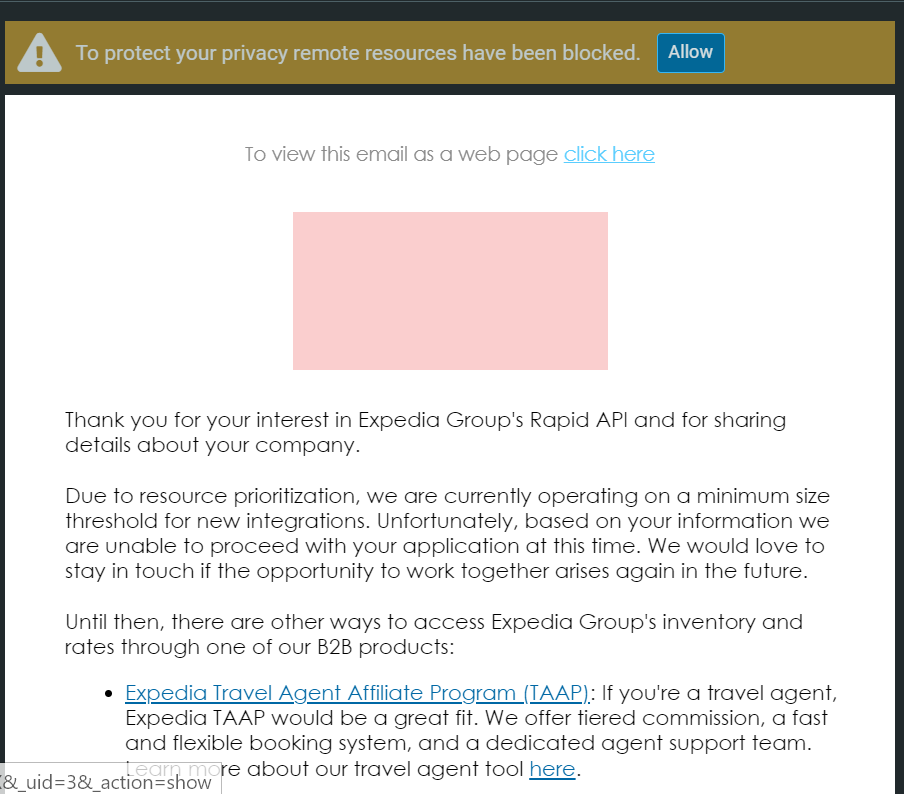 To protect your privacy remote resources have been blocked. Allow
To view this email as a web page click here
Thank you for your interest in Expedia Group's Rapid API and for sharing
details about your company.
Due to resource prioritization, we are currently operating on a minimum size
threshold for new integrations. Unfortunately, based on your information we
are unable to proceed with your application at this time. We would love to
stay in touch if the opportunity to work together arises again in the future.
Until then, there are other ways to access Expedia Group's inventory and
rates through one of our B2B products:
• Expedia Travel Agent Affiliate Program (TAAP): If you're a travel agent,
Expedia TAAP would be a great fit. We offer tiered commission, a fast
and flexible booking system, and a dedicated agent support team.
Learn more about our travel agent tool here.
&_uid=3&_action=show